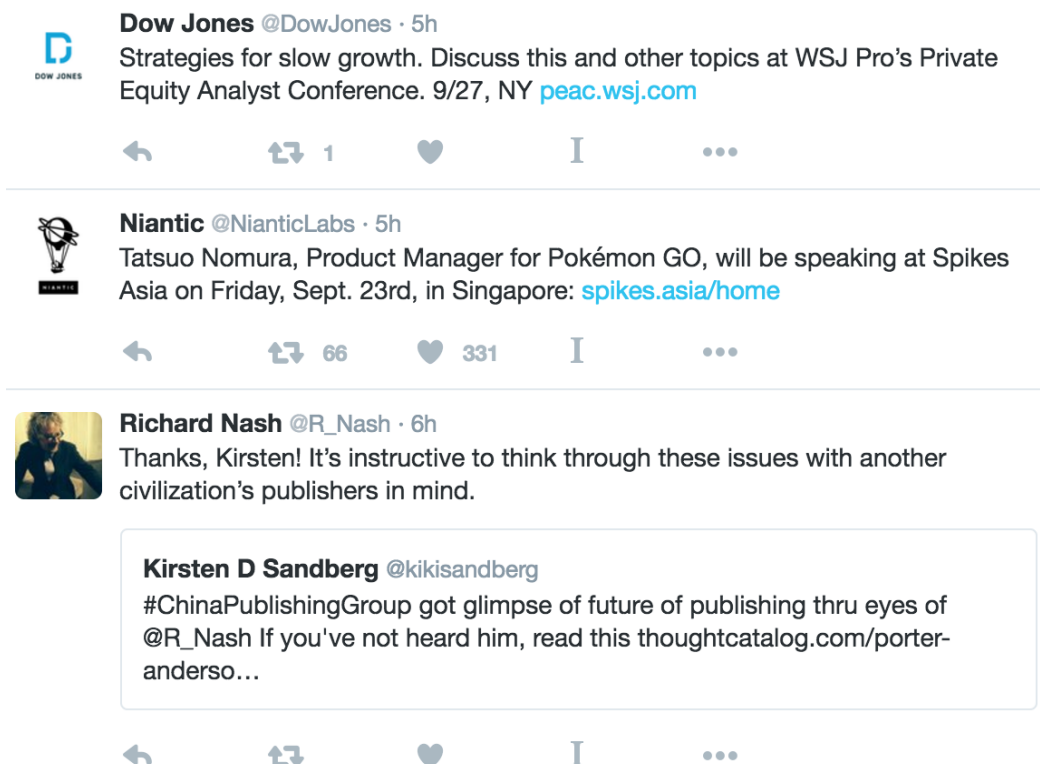 Dow Jones @DowJones · 5h
Strategies for slow growth. Discuss this and other topics at WSJ Pro’s Private
Equity Analyst Conference. 9/27, NY peac.wsj.com
DOW JONES
1
Niantic @NianticLabs · 5h
Tatsuo Nomura, Product Manager for Pokémon GO, will be speaking at Spikes
Asia on Friday, Sept. 23rd, in Singapore: spikes.asia/home
NIANTIC
66 331
Richard Nash @R_Nash · 6h
Thanks, Kirsten! It’s instructive to think through these issues with another
civilization’s publishers in mind.
Kirsten D Sandberg @kikisandberg
#ChinaPublishingGroup got glimpse of future of publishing thru eyes of
@R_Nash If you've not heard him, read this thoughtcatalog.com/porter-
anderso…